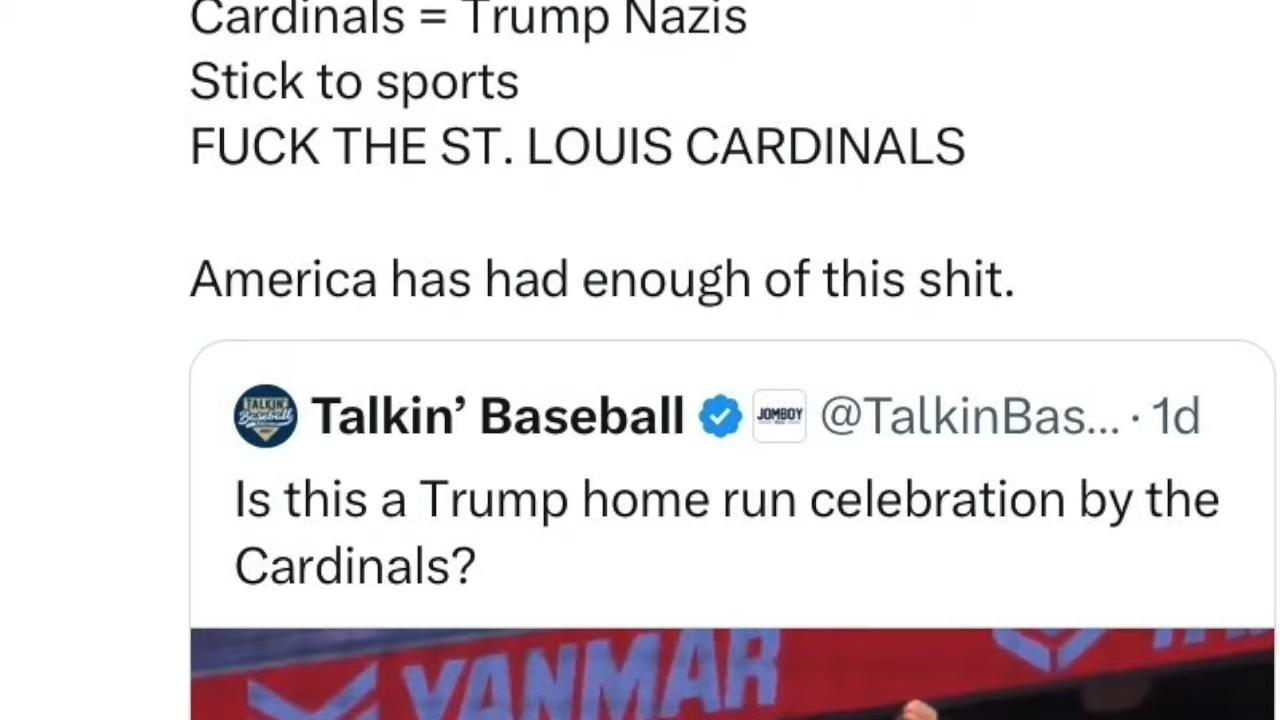 Cardinals = Trump Nazis
Stick to sports
FUCK THE ST. LOUIS CARDINALS
America has had enough of this shit.
Talkin' Baseball JOMBOY @TalkinBas... · 1d
Is this a Trump home run celebration by the
Cardinals?
YANMAR